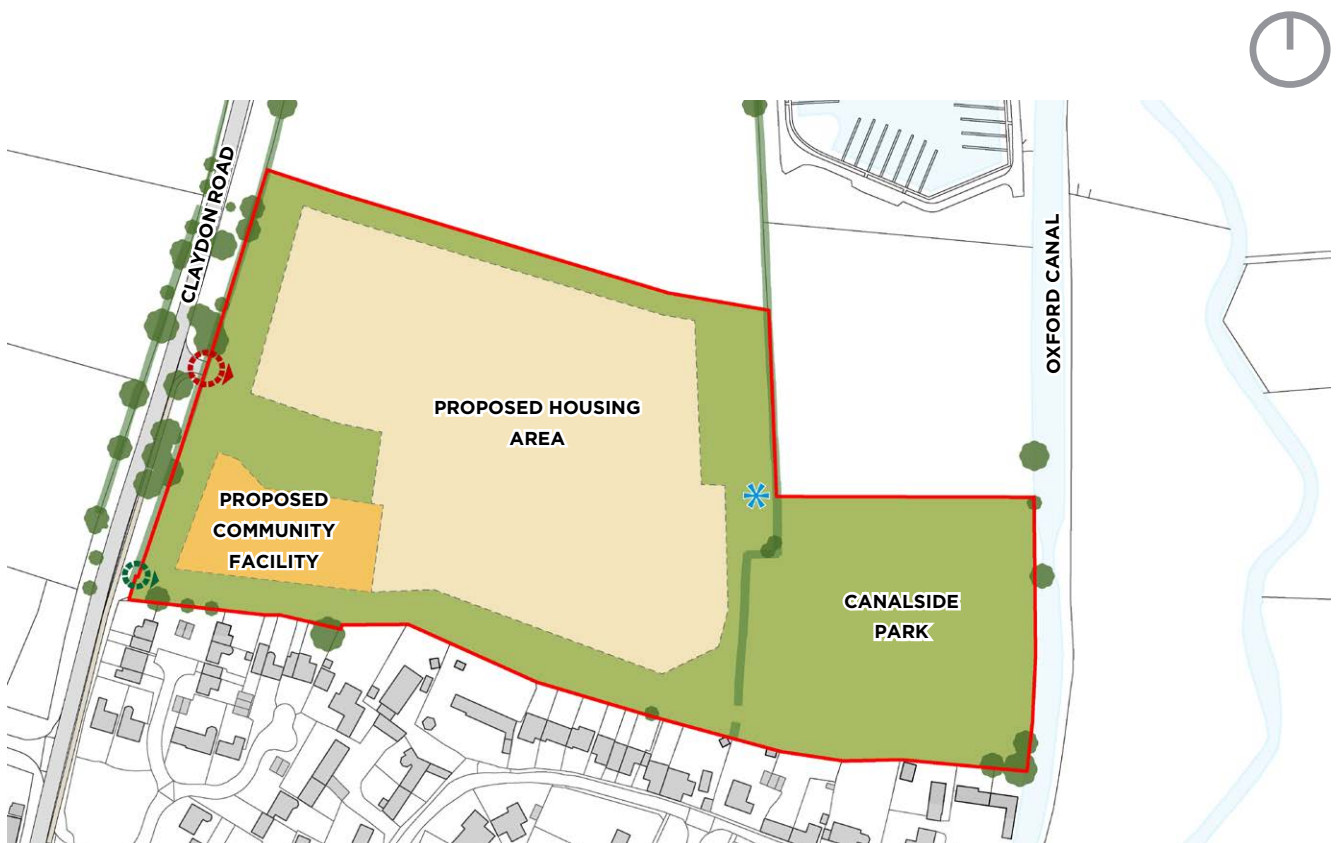 CLAYDON ROAD
OXFORD CANAL
PROPOSED HOUSING
AREA
PROPOSED
COMMUNITY
FACILITY
CANALSIDE
PARK